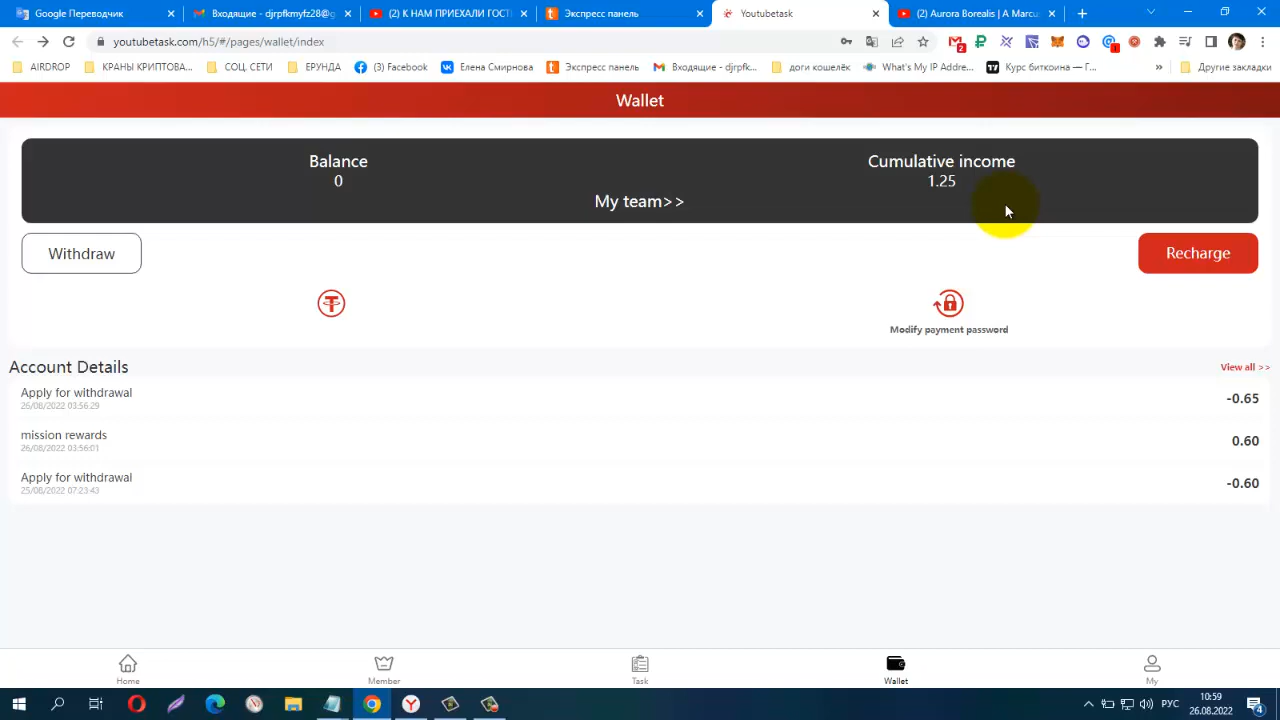 Google Переводчик
Входящие - djrpfkmyfz28@g
(2) К НАМ ПРИЕХАЛИ ГОСТ
Экспресс панель
Youtubetask
(2) Aurora Borealis | A Marcus
youtubetask.com/h5/#/pages/wallet/index
AIRDROP
КРАНЫ КРИПТОВА...
СОЦ. СЕТИ
ЕРУНДА
(3) Facebook
Елена Смирнова
Экспресс панель
Входящие - djrpfk...
доги кошелёк
What's My IP Addre...
Курс биткоина — Г...
Другие закладки
Wallet
Balance
Cumulative income
0
1.25
My team>>
Withdraw
Recharge
Modify payment password
Account Details
View all >>
Apply for withdrawal
26/08/2022 03:56:29
-0.65
mission rewards
26/08/2022 03:56:01
0.60
Apply for withdrawal
25/08/2022 07:23:43
-0.60
Home
Member
Task
Wallet
My
РУС
10:59
26.08.2022